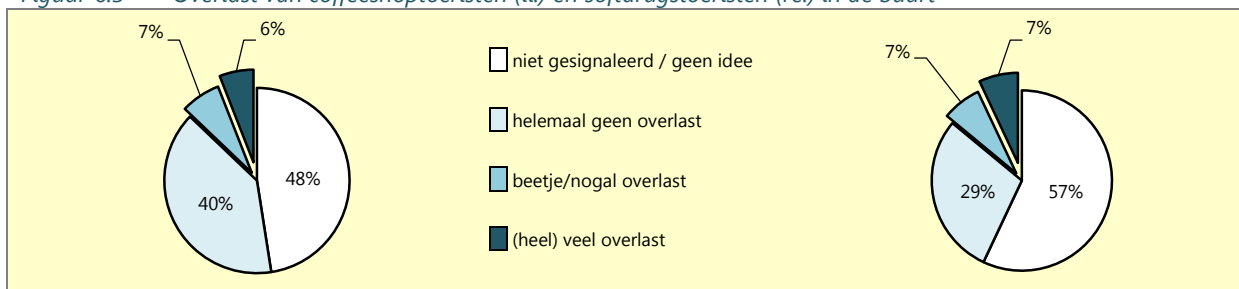 7%
6%
48%
40%
niet gesignaleerd / geen idee
helemaal geen overlast
beetje/nogal overlast
(heel) veel overlast
7%
7%
29%
57%